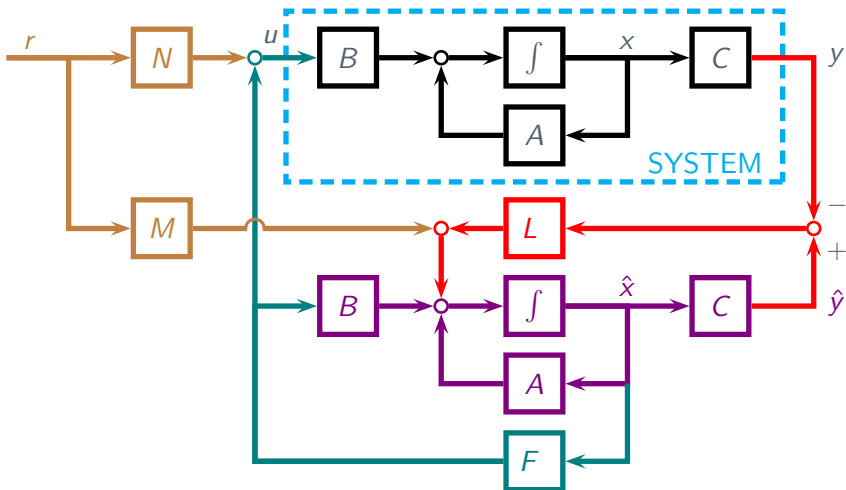 r N u B ∫ x C y
A
SYSTEM
M L −
+
B ∫ x̂ C ŷ
A
F